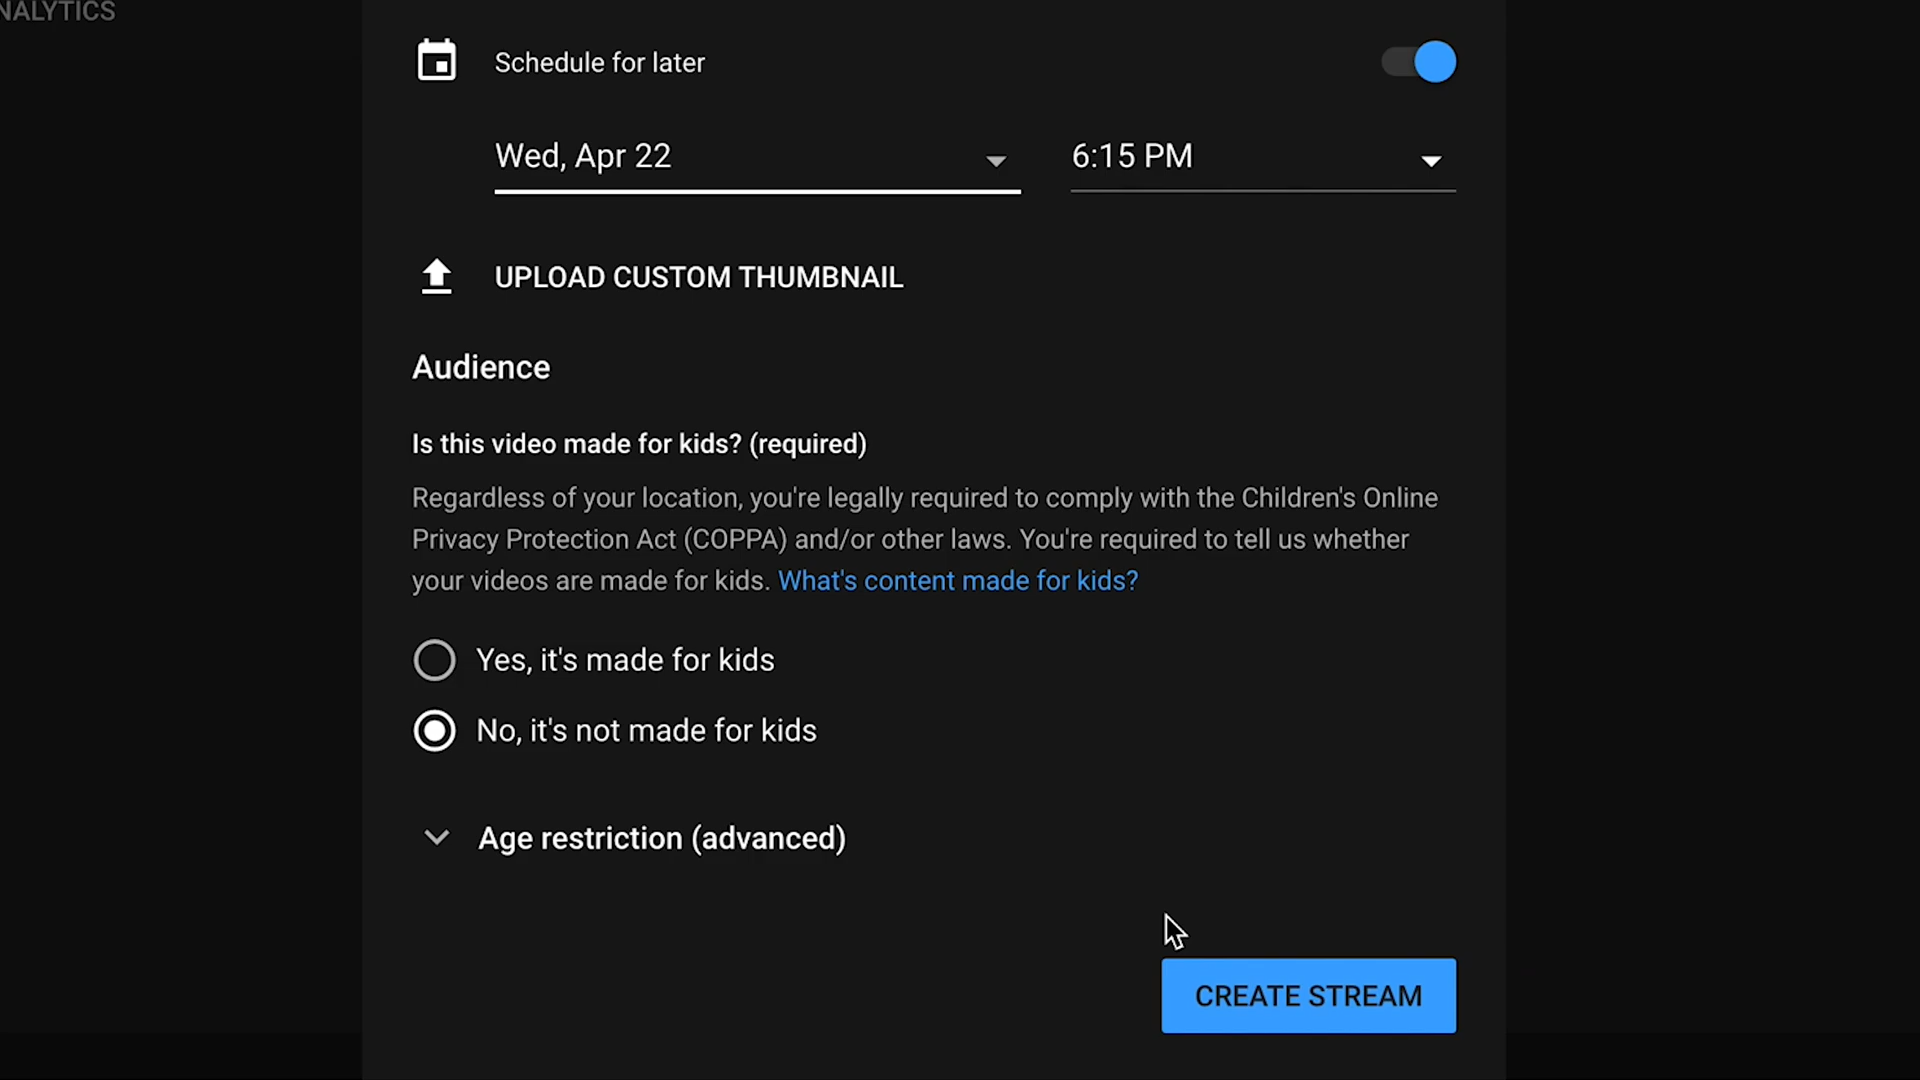 NALYTICS
Schedule for later
Wed, Apr 22
6:15 PM
UPLOAD CUSTOM THUMBNAIL
Audience
Is this video made for kids? (required)
Regardless of your location, you're legally required to comply with the Children's Online
Privacy Protection Act (COPPA) and/or other laws. You're required to tell us whether
your videos are made for kids. What's content made for kids?
Yes, it's made for kids
No, it's not made for kids
Age restriction (advanced)
CREATE STREAM